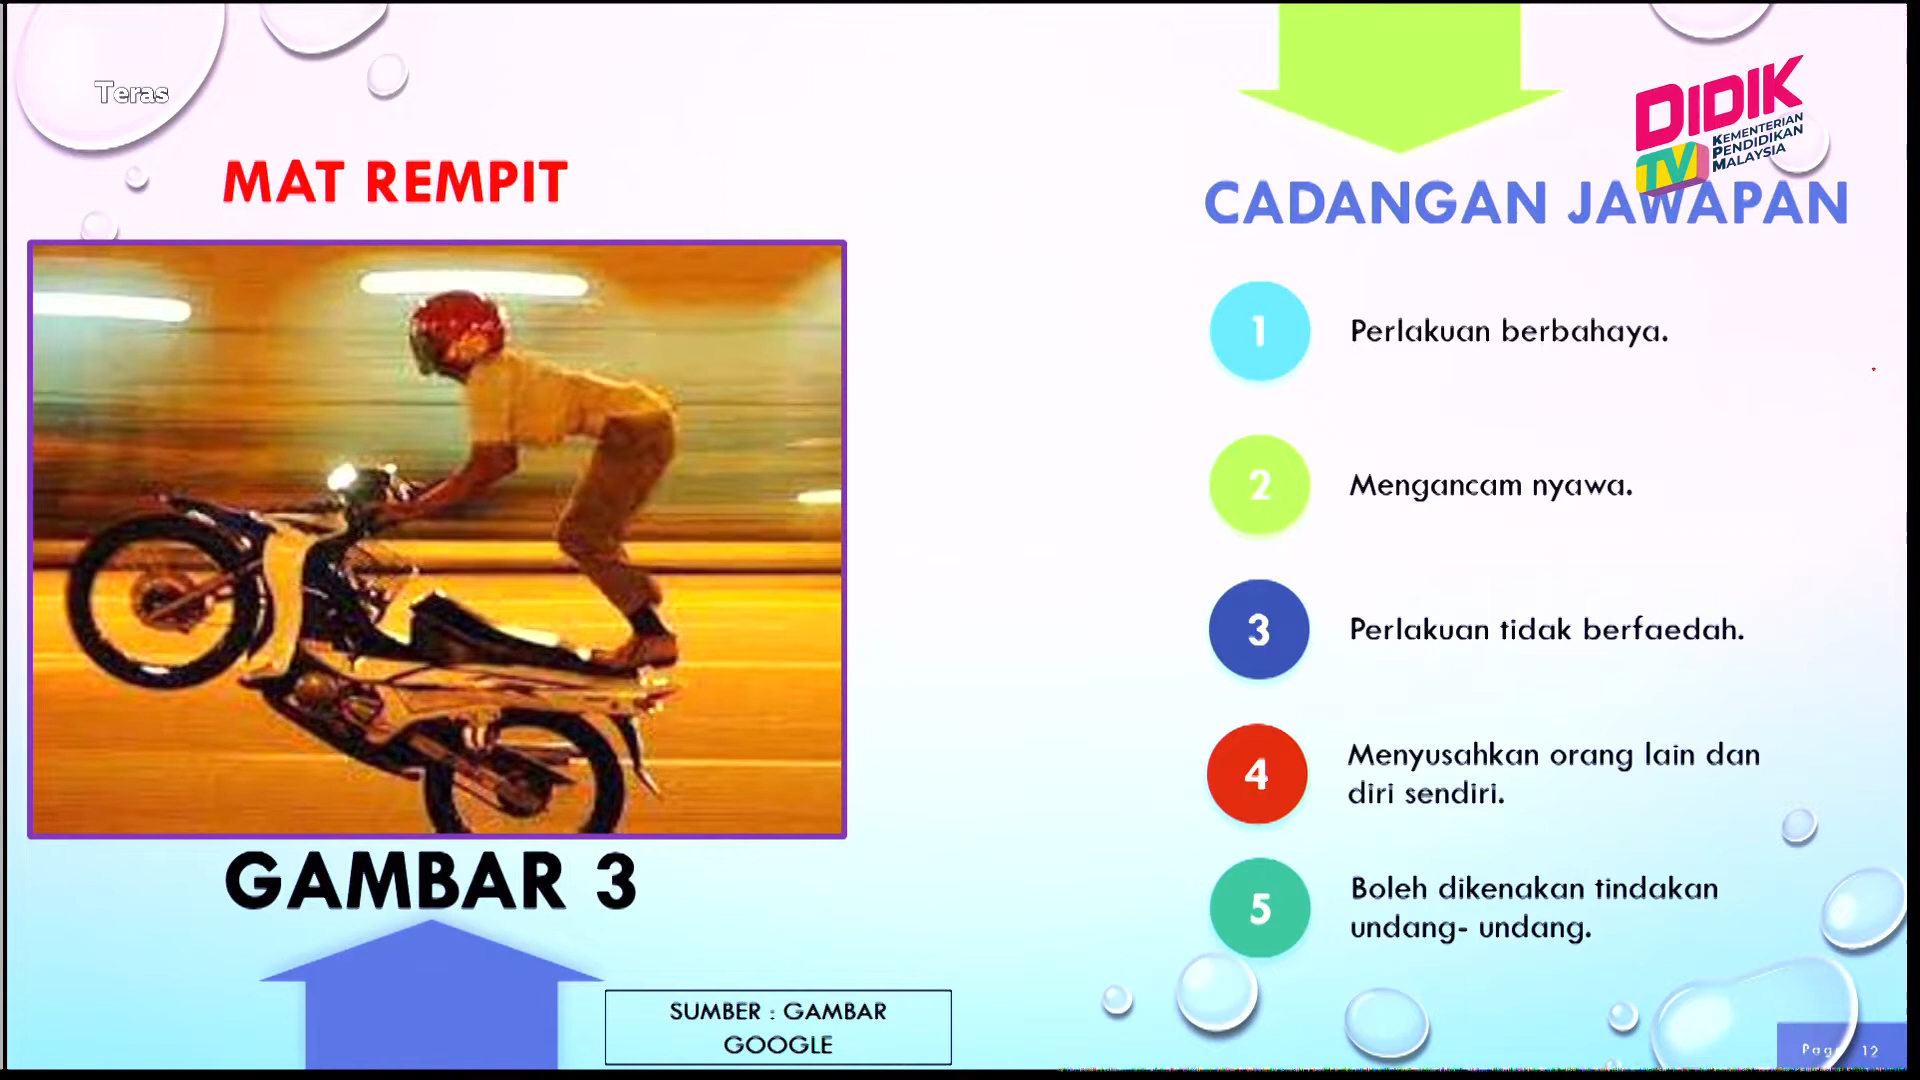 Teras
DIDIK
TV
KEMENTERIAN
PENDIDIKAN
MALAYSIA
MAT REMPIT
CADANGAN JAWAPAN
1
Perlakuan berbahaya.
2
Mengancam nyawa.
3
Perlakuan tidak berfaedah.
4
Menyusahkan orang lain dan
diri sendiri.
5
Boleh dikenakan tindakan
undang- undang.
GAMBAR 3
SUMBER : GAMBAR
GOOGLE
Page 12